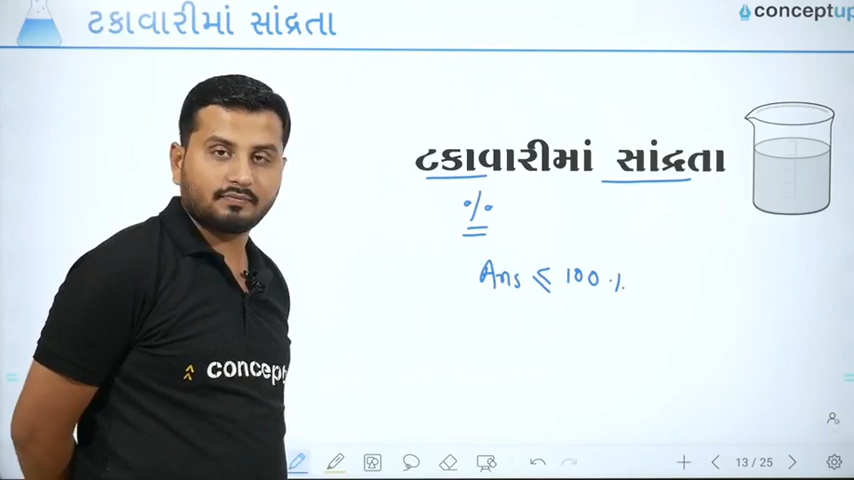 ટકાવારીમાં સાંદ્રતા
conceptup
ટકાવારીમાં સાંદ્રતા
%
Ans ≤ 100 %
concept
13 / 25